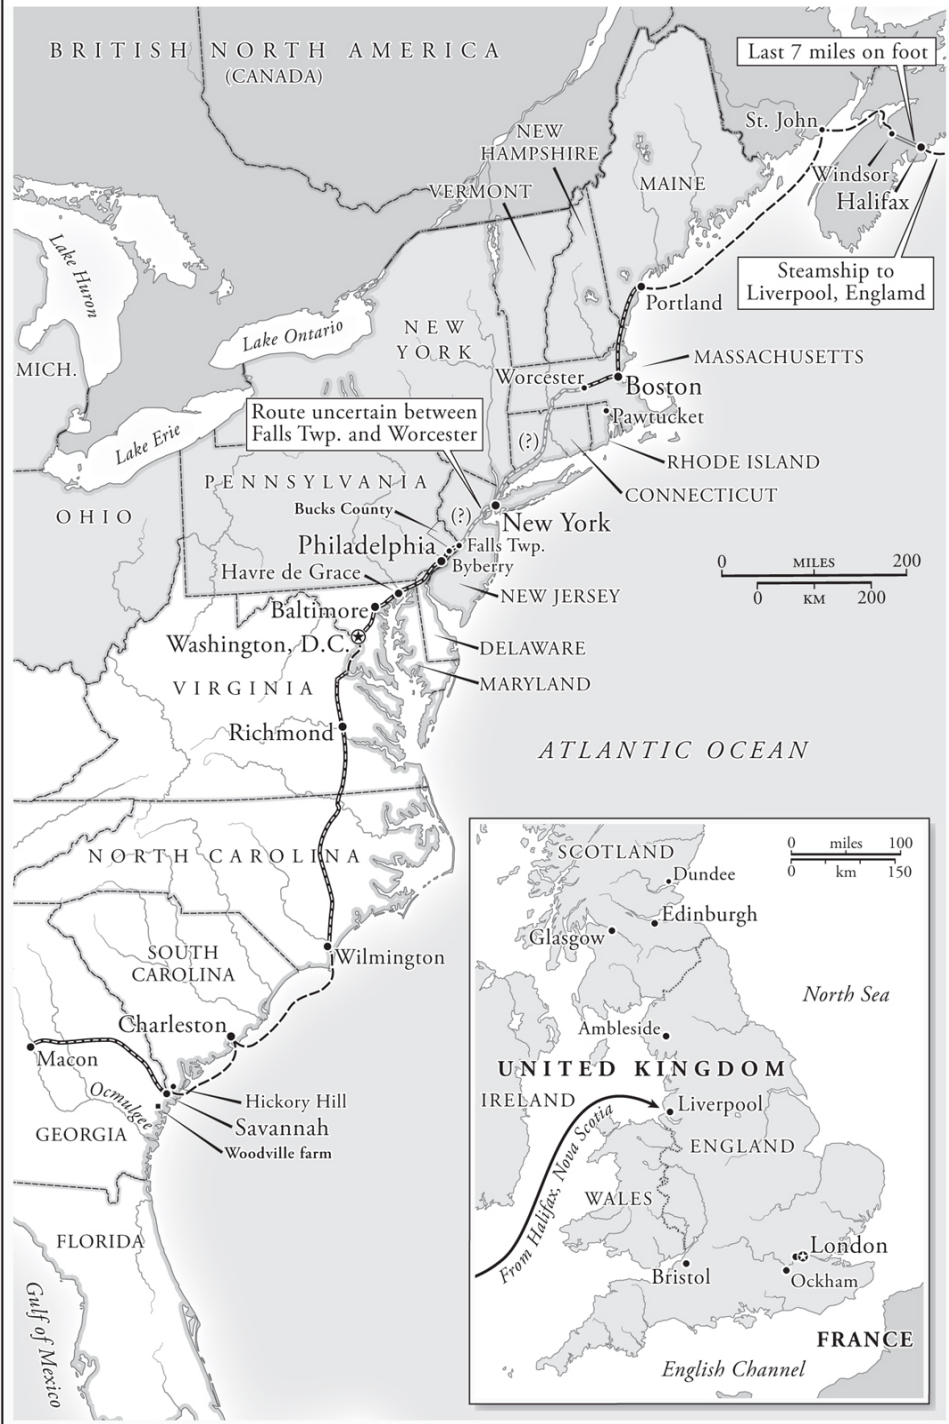 BRITISH NORTH AMERICA
(CANADA)
Last 7 miles on foot
St. John
NEW
HAMPSHIRE
VERMONT
MAINE
Windsor
Halifax
Lake Huron
Steamship to
Liverpool, Englamd
Portland
Lake Ontario
NEW
YORK
MICH.
MASSACHUSETTS
Worcester
Boston
Route uncertain between
Falls Twp. and Worcester
Pawtucket
Lake Erie
(?)
RHODE ISLAND
PENNSYLVANIA
CONNECTICUT
Bucks County
OHIO
(?)
New York
Philadelphia
Falls Twp.
Byberry
0 MILES 200
0 KM 200
Havre de Grace
NEW JERSEY
Baltimore
Washington, D.C.
DELAWARE
VIRGINIA
MARYLAND
Richmond
ATLANTIC OCEAN
NORTH CAROLINA
SOUTH
CAROLINA
Wilmington
Charleston
Macon
Ocmulgee
Hickory Hill
Savannah
GEORGIA
Woodville farm
FLORIDA
Gulf of Mexico
SCOTLAND
0 miles 100
0 km 150
Dundee
Edinburgh
Glasgow
North Sea
Ambleside
UNITED KINGDOM
IRELAND
Liverpool
ENGLAND
From Halifax, Nova Scotia
WALES
London
Bristol
Ockham
FRANCE
English Channel